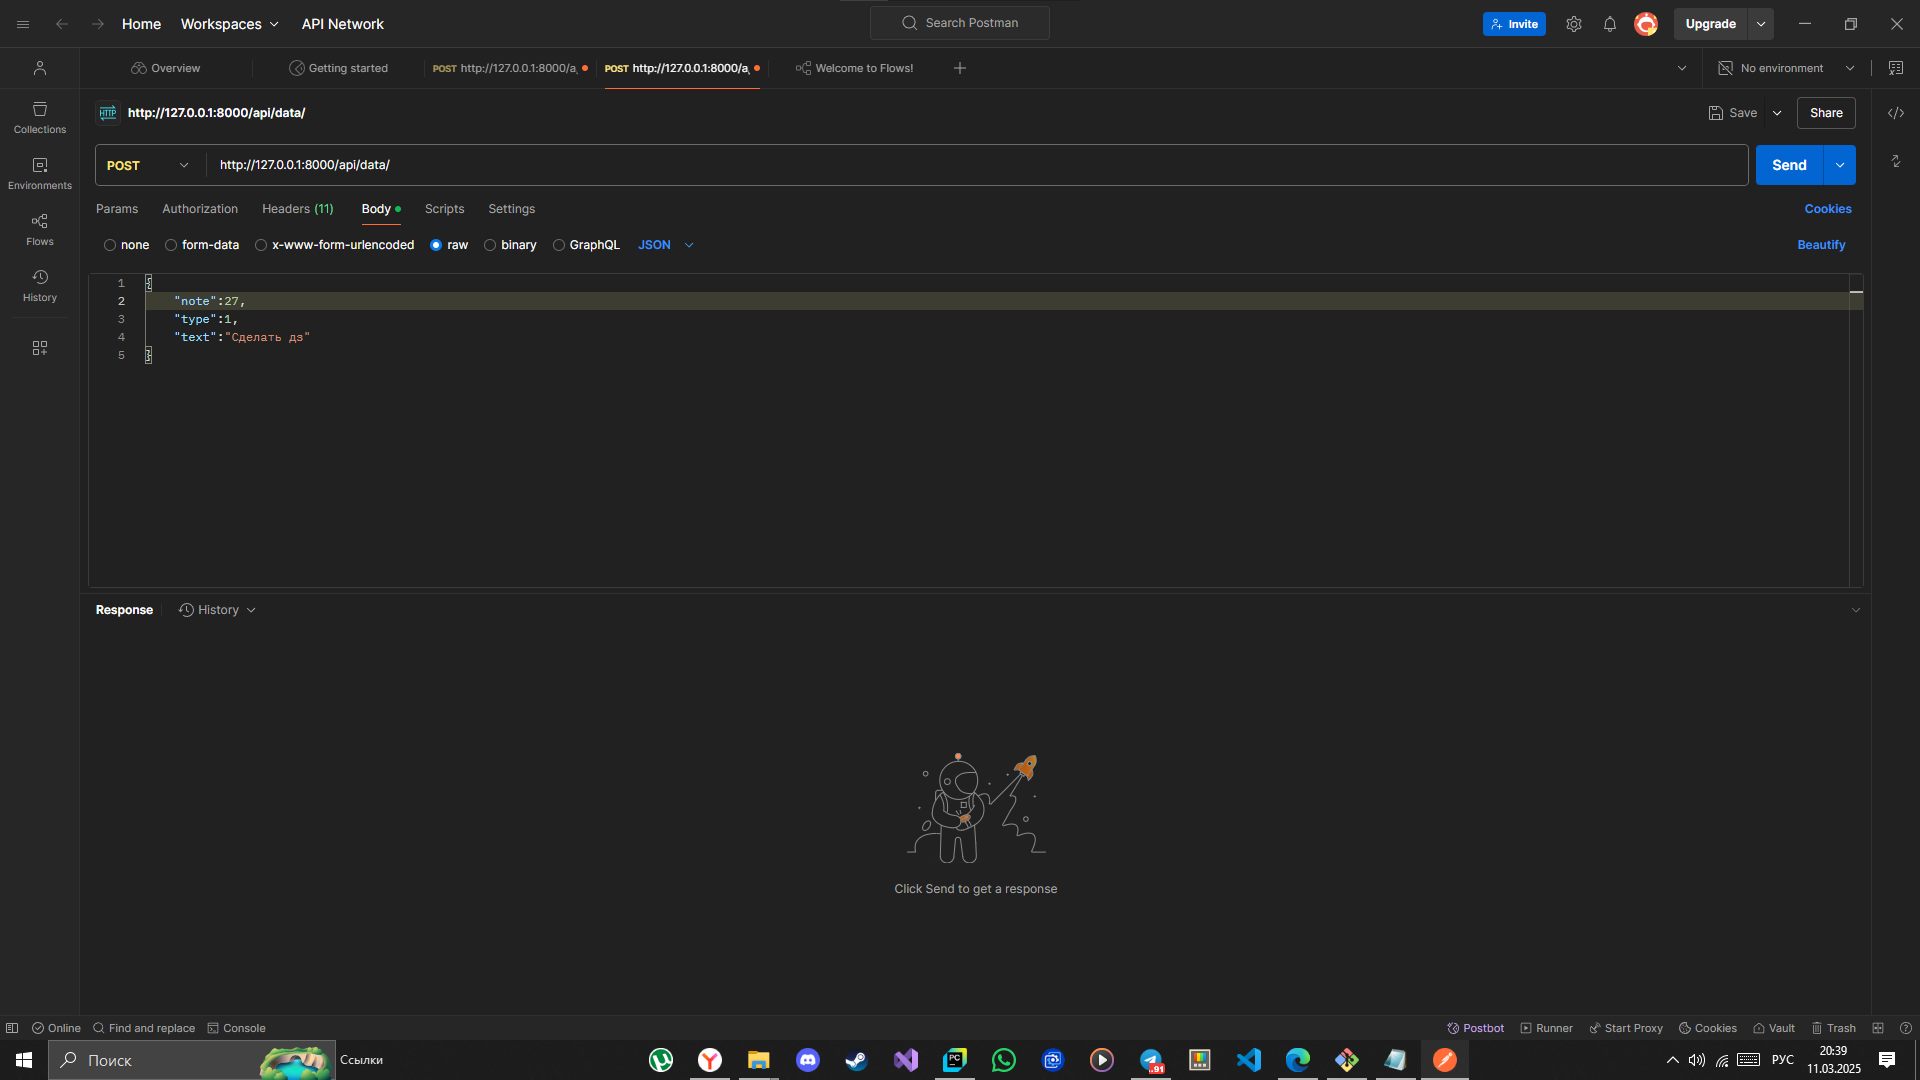 Home Workspaces API Network Search Postman Invite Upgrade
Overview Getting started POST http://127.0.0.1:8000/a POST http://127.0.0.1:8000/a Welcome to Flows! No environment
HTTP http://127.0.0.1:8000/api/data/ Save Share
POST http://127.0.0.1:8000/api/data/ Send
Params Authorization Headers (11) Body Scripts Settings Cookies
none form-data x-www-form-urlencoded raw binary GraphQL JSON Beautify
Collections
Environments
Flows
History
1 {
2 "note":27,
3 "type":1,
4 "text":"Сделать дз"
5 }
Response History
Click Send to get a response
Online Find and replace Console Postbot Runner Start Proxy Cookies Vault Trash
Поиск Ссылки PC 91 РУС 20:39
11.03.2025